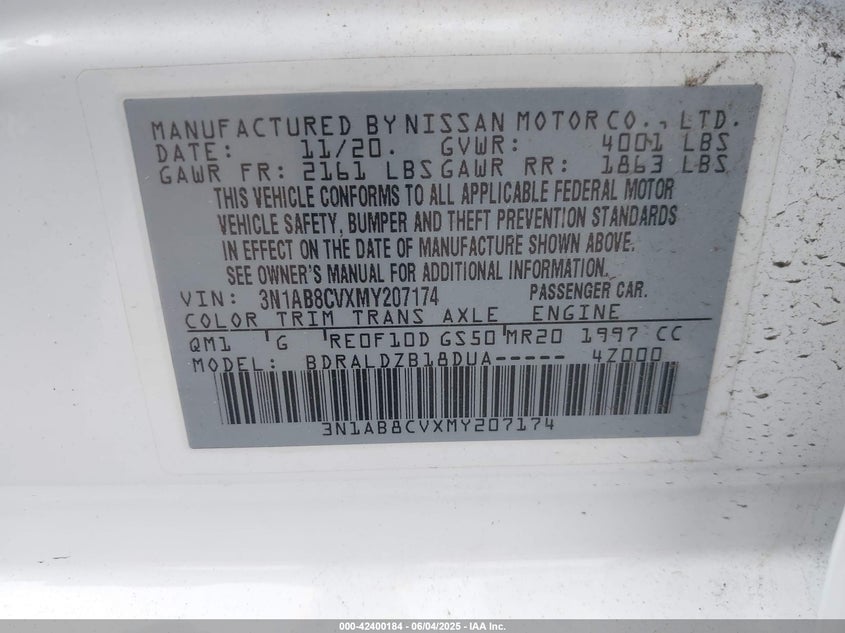 MANUFACTURED BY NISSAN MOTOR CO., LTD.
DATE: 11/20. GVWR: 4001 LBS
GAWR FR: 2161 LBS GAWR RR: 1863 LBS
THIS VEHICLE CONFORMS TO ALL APPLICABLE FEDERAL MOTOR
VEHICLE SAFETY, BUMPER AND THEFT PREVENTION STANDARDS
IN EFFECT ON THE DATE OF MANUFACTURE SHOWN ABOVE.
SEE OWNER'S MANUAL FOR ADDITIONAL INFORMATION.
VIN: 3N1AB8CVXMY207174 PASSENGER CAR.
COLOR TRIM TRANS AXLE ENGINE
QM1 G RE0F10D GS50 MR20 1997 CC
MODEL: BDRALDZB18DUA----- 4Z000
3N1AB8CVXMY207174
000-42400184 - 06/04/2025 - IAA Inc.